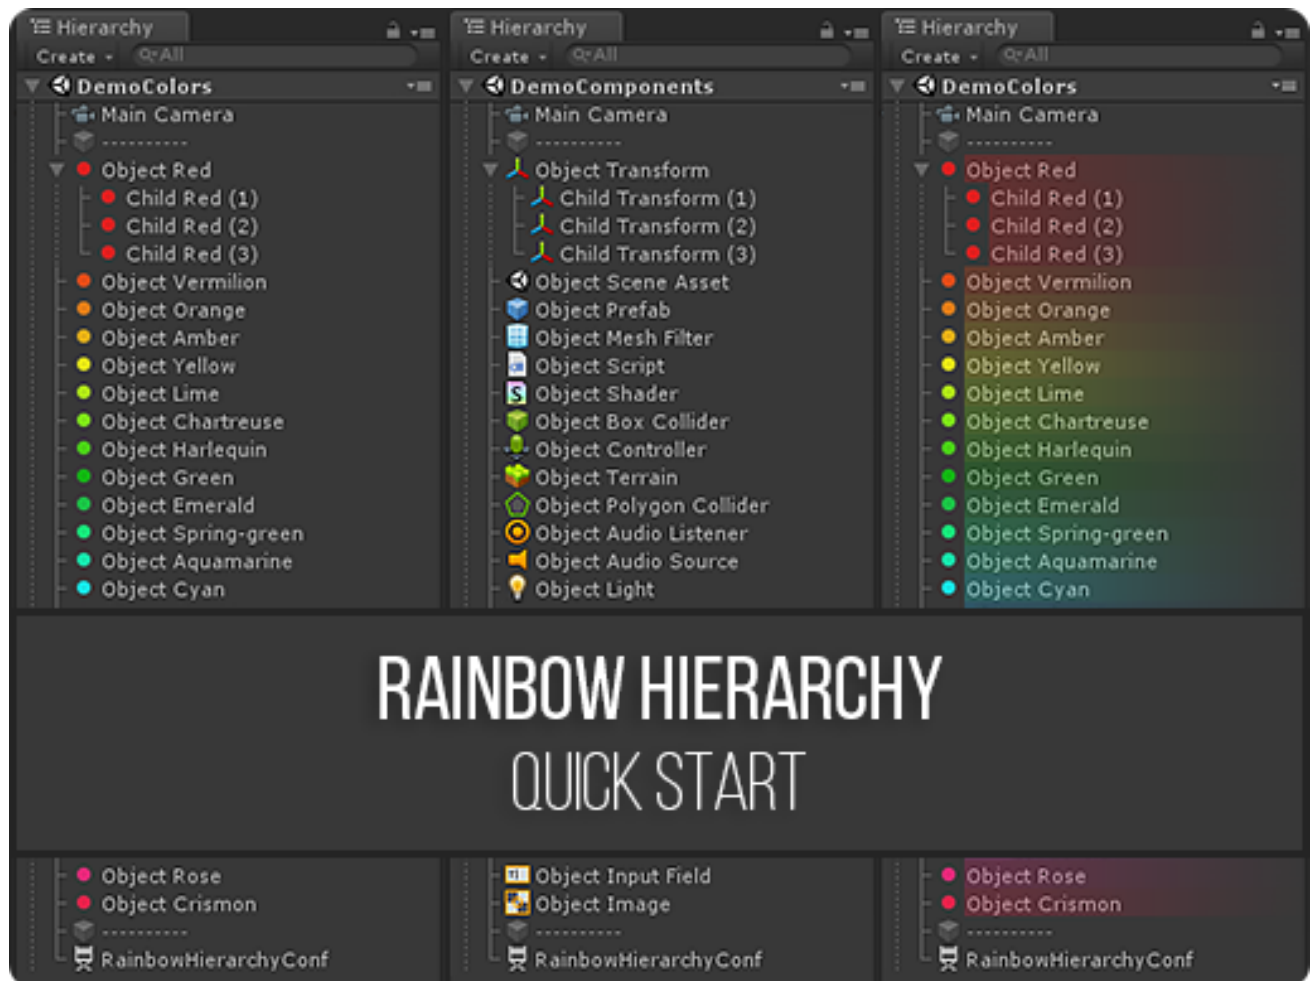 Hierarchy
Create
All
DemoColors
Main Camera
----------
Object Red
Child Red (1)
Child Red (2)
Child Red (3)
Object Vermilion
Object Orange
Object Amber
Object Yellow
Object Lime
Object Chartreuse
Object Harlequin
Object Green
Object Emerald
Object Spring-green
Object Aquamarine
Object Cyan
Hierarchy
Create
All
DemoComponents
Main Camera
----------
Object Transform
Child Transform (1)
Child Transform (2)
Child Transform (3)
Object Scene Asset
Object Prefab
Object Mesh Filter
Object Script
Object Shader
Object Box Collider
Object Controller
Object Terrain
Object Polygon Collider
Object Audio Listener
Object Audio Source
Object Light
Hierarchy
Create
All
DemoColors
Main Camera
----------
Object Red
Child Red (1)
Child Red (2)
Child Red (3)
Object Vermilion
Object Orange
Object Amber
Object Yellow
Object Lime
Object Chartreuse
Object Harlequin
Object Green
Object Emerald
Object Spring-green
Object Aquamarine
Object Cyan
RAINBOW HIERARCHY
QUICK START
Object Rose
Object Crismon
----------
RainbowHierarchyConf
Object Input Field
Object Image
----------
RainbowHierarchyConf
Object Rose
Object Crismon
----------
RainbowHierarchyConf